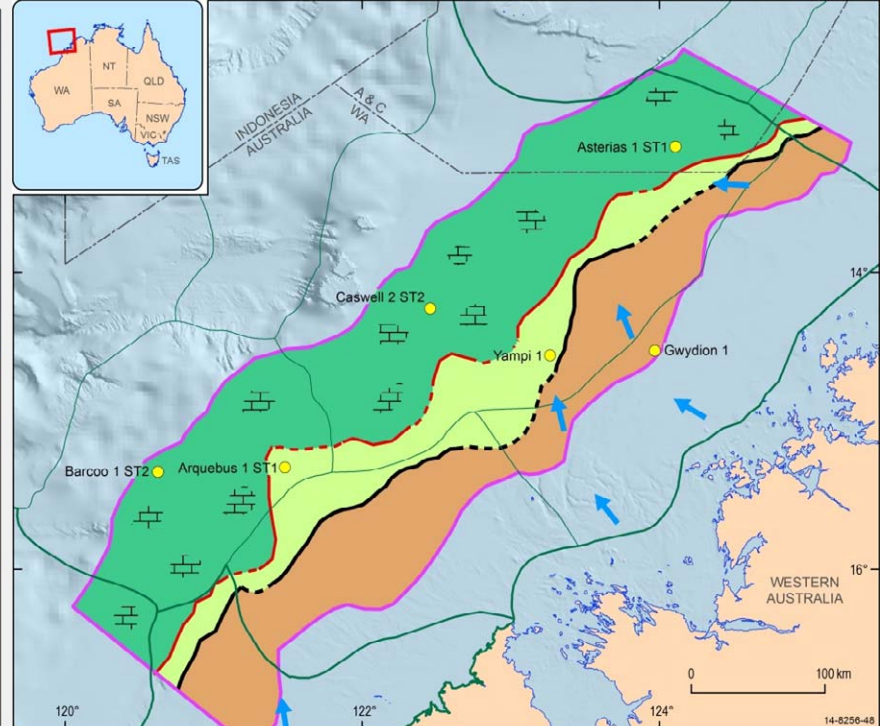 NT
WA
QLD
SA
NSW
VIC
TAS
INDONESIA
AUSTRALIA
A & C
WA
Asterias 1 ST1
14°
Caswell 2 ST2
Yampi 1
Gwydion 1
Barcoo 1 ST2
Arquebus 1 ST1
16°
WESTERN
AUSTRALIA
0
100 km
120°
122°
124°
14-8256-46